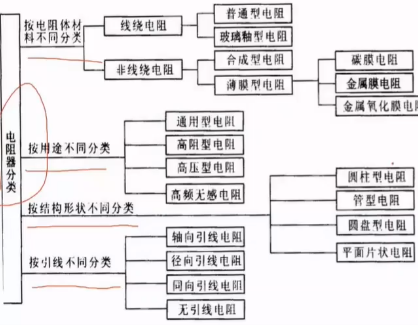 电阻器分类
按电阻体材
料不同分类
线绕电阻
普通型电阻
玻璃釉型电阻
非线绕电阻
合成型电阻
薄膜型电阻
碳膜电阻
金属膜电阻
金属氧化膜电
按用途不同分类
通用型电阻
高阻型电阻
高压型电阻
高频无感电阻
按结构形状不同分类
圆柱型电阻
管型电阻
圆盘型电阻
平面片状电阻
按引线不同分类
轴向引线电阻
径向引线电阻
同向引线电阻
无引线电阻